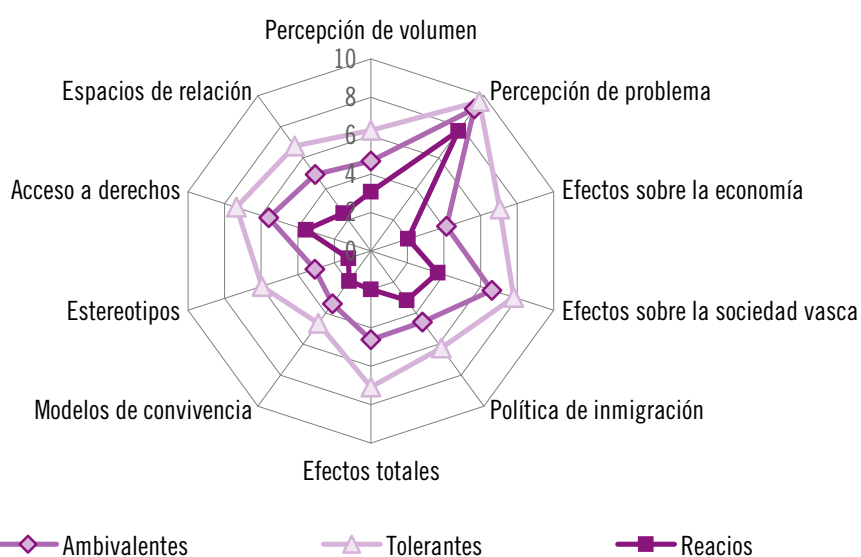 Percepción de volumen
10
Espacios de relación
Percepción de problema
8
6
Acceso a derechos
Efectos sobre la economía
4
2
0
Estereotipos
Efectos sobre la sociedad vasca
Modelos de convivencia
Política de inmigración
Efectos totales
Ambivalentes
Tolerantes
Reacios